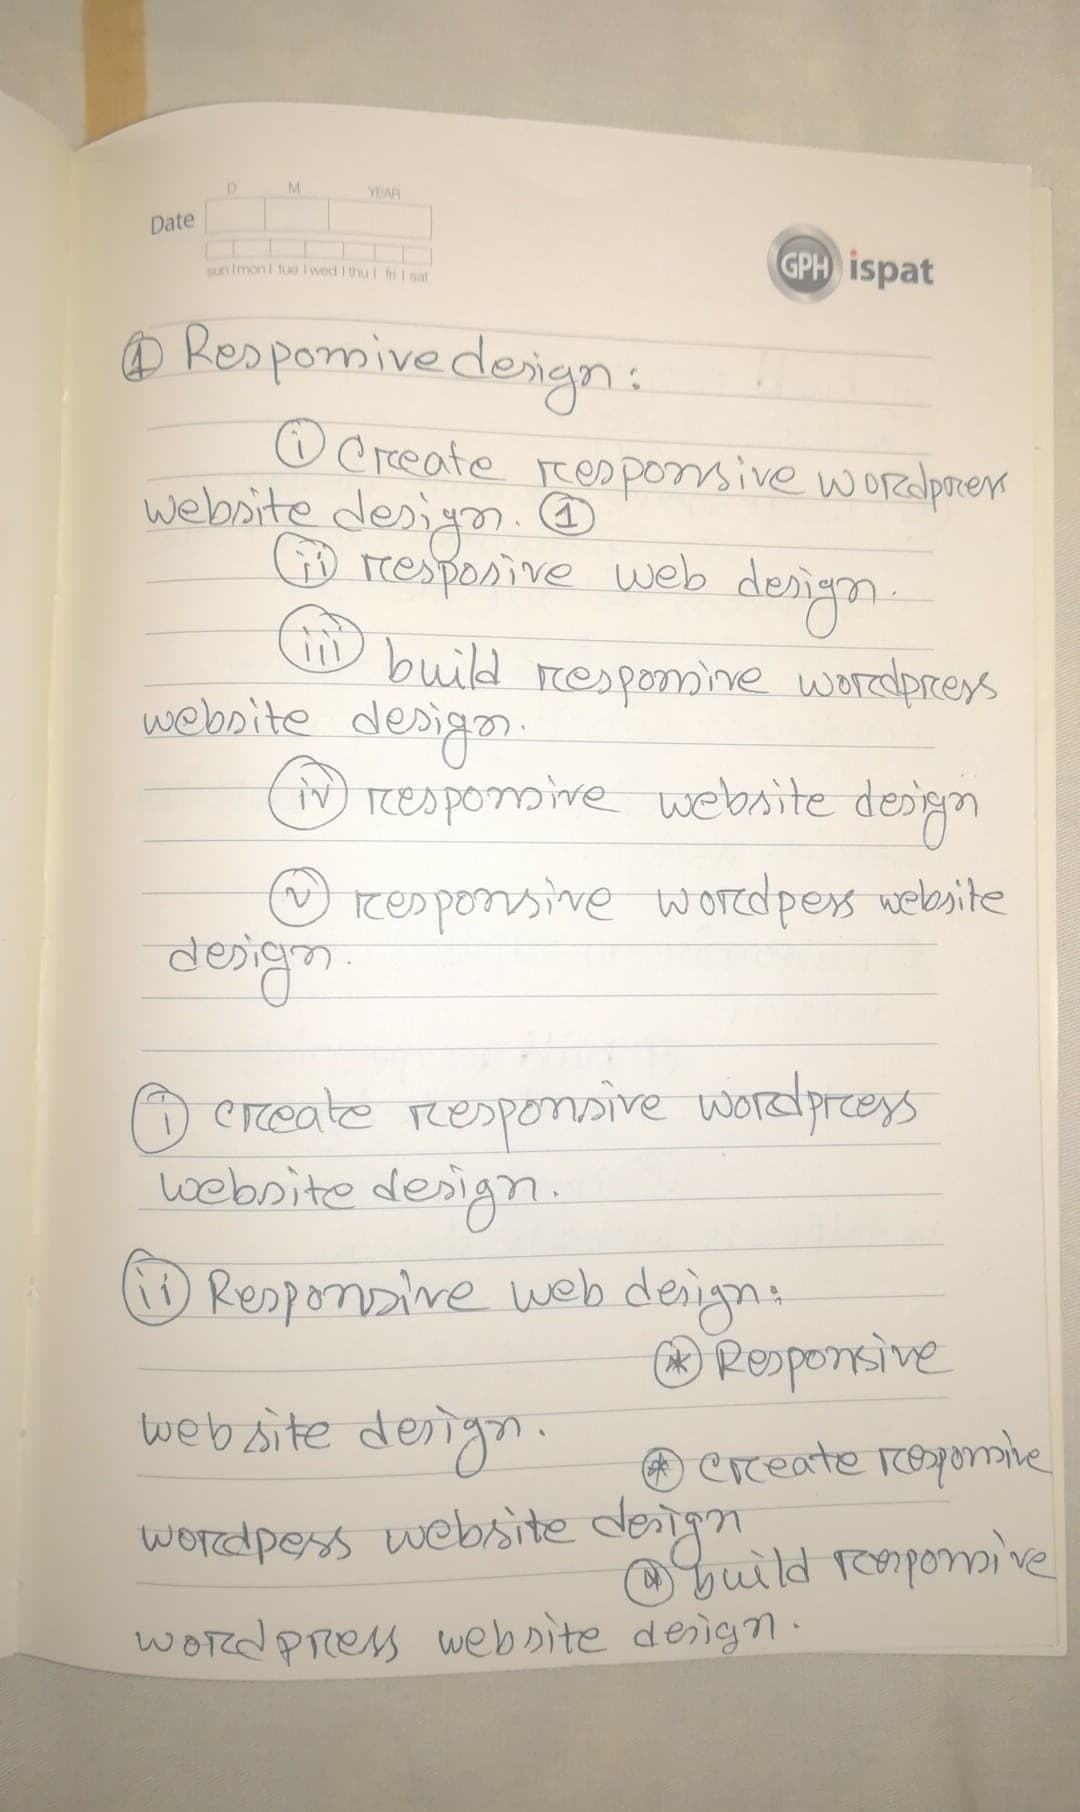 D M YEAR
Date
sun mon tue wed thu fri sat
GPH ispat
① Responsive design:
ⓘ Create responsive wordpress
website design. ①
ⓘⓘ resposive web design.
(iii) build responsive wordpress
website design.
(iv) responsive website design
(v) responsive wordpess website
design.
(i) create responsive wordpress
website design.
(ii) Responsive web design:
(*) Responsive
website design.
(*) create responsive
wordpess website design
(*) build responsive
wordpress website design.